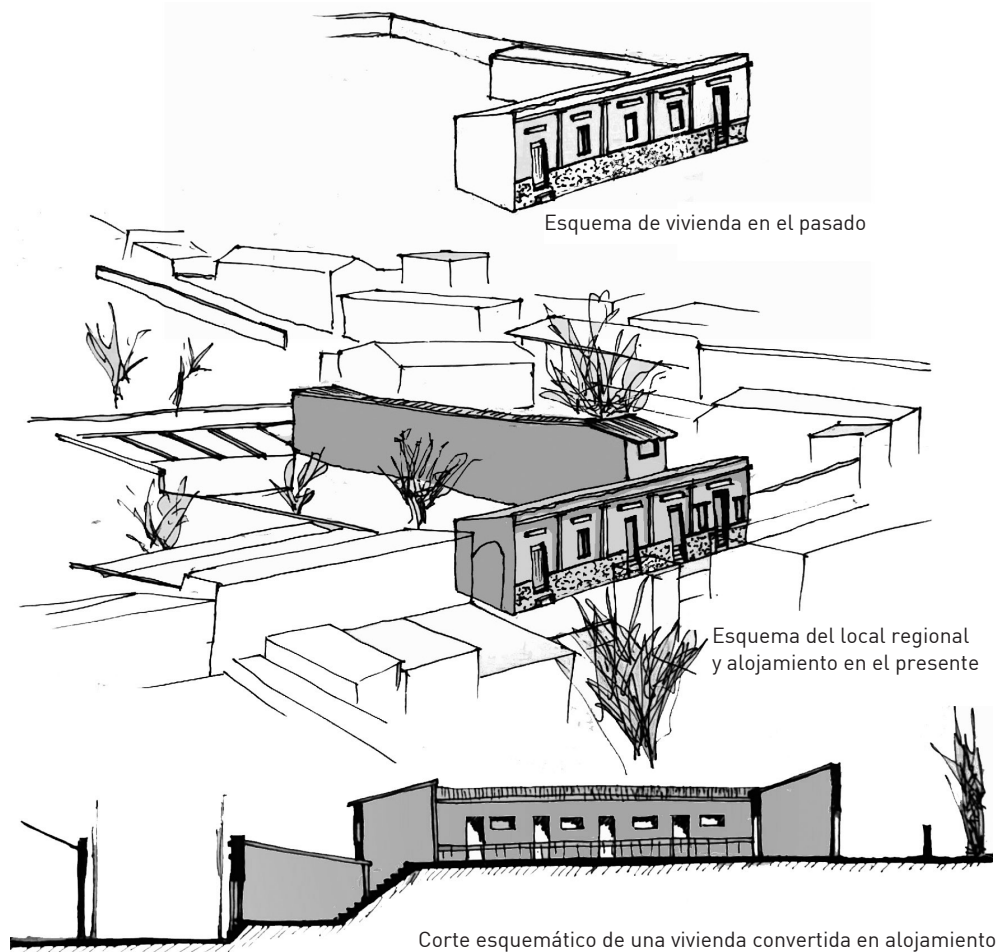 Esquema de vivienda en el pasado
Esquema del local regional
y alojamiento en el presente
Corte esquemático de una vivienda convertida en alojamiento